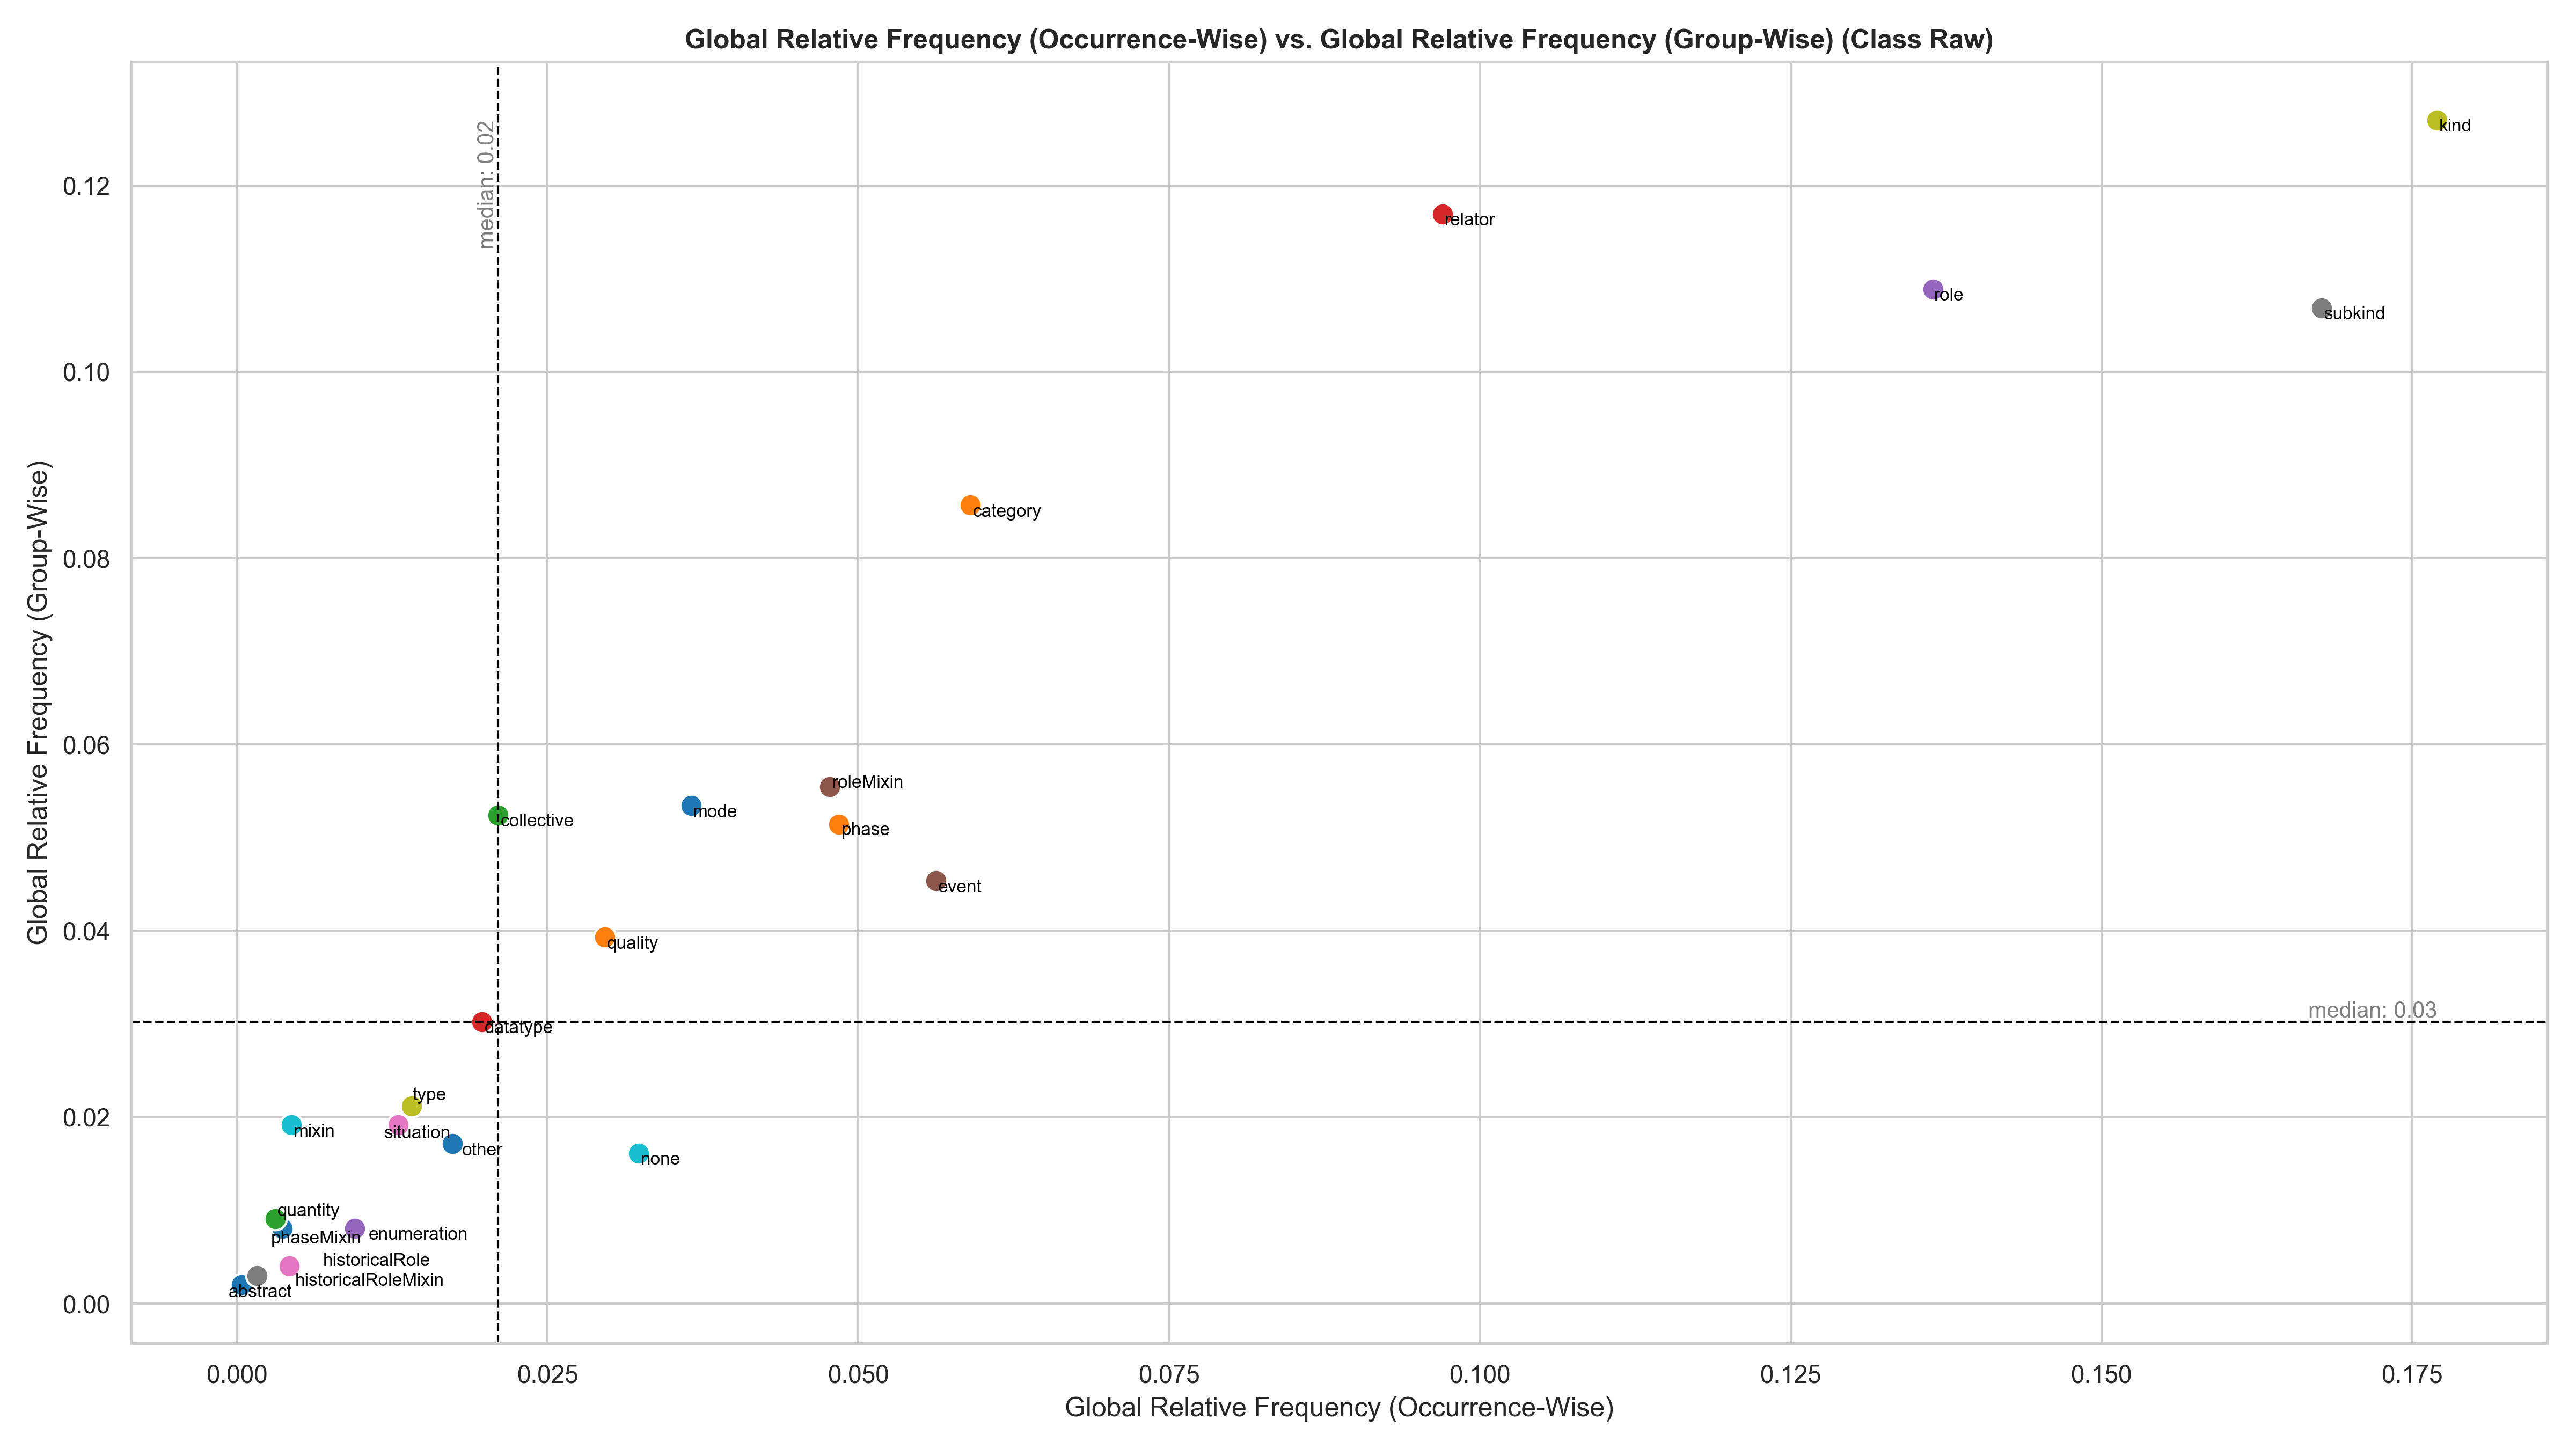 Global Relative Frequency (Occurrence-Wise) vs. Global Relative Frequency (Group-Wise) (Class Raw)
Global Relative Frequency (Group-Wise)
0.12
0.10
0.08
0.06
0.04
0.02
0.00
median: 0.02
kind
relator
role
subkind
category
roleMixin
mode
collective
phase
event
quality
median: 0.03
datatype
type
mixin
situation
other
none
quantity
phaseMixin
enumeration
historicalRole
historicalRoleMixin
abstract
0.000
0.025
0.050
0.075
0.100
0.125
0.150
0.175
Global Relative Frequency (Occurrence-Wise)